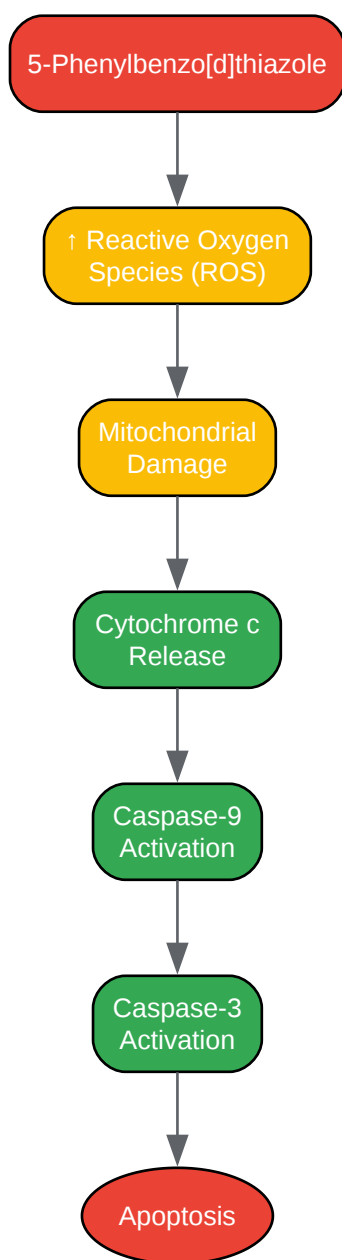 5-Phenylbenzo[d]thiazole
↑ Reactive Oxygen
Species (ROS)
Mitochondrial
Damage
Cytochrome c
Release
Caspase-9
Activation
Caspase-3
Activation
Apoptosis